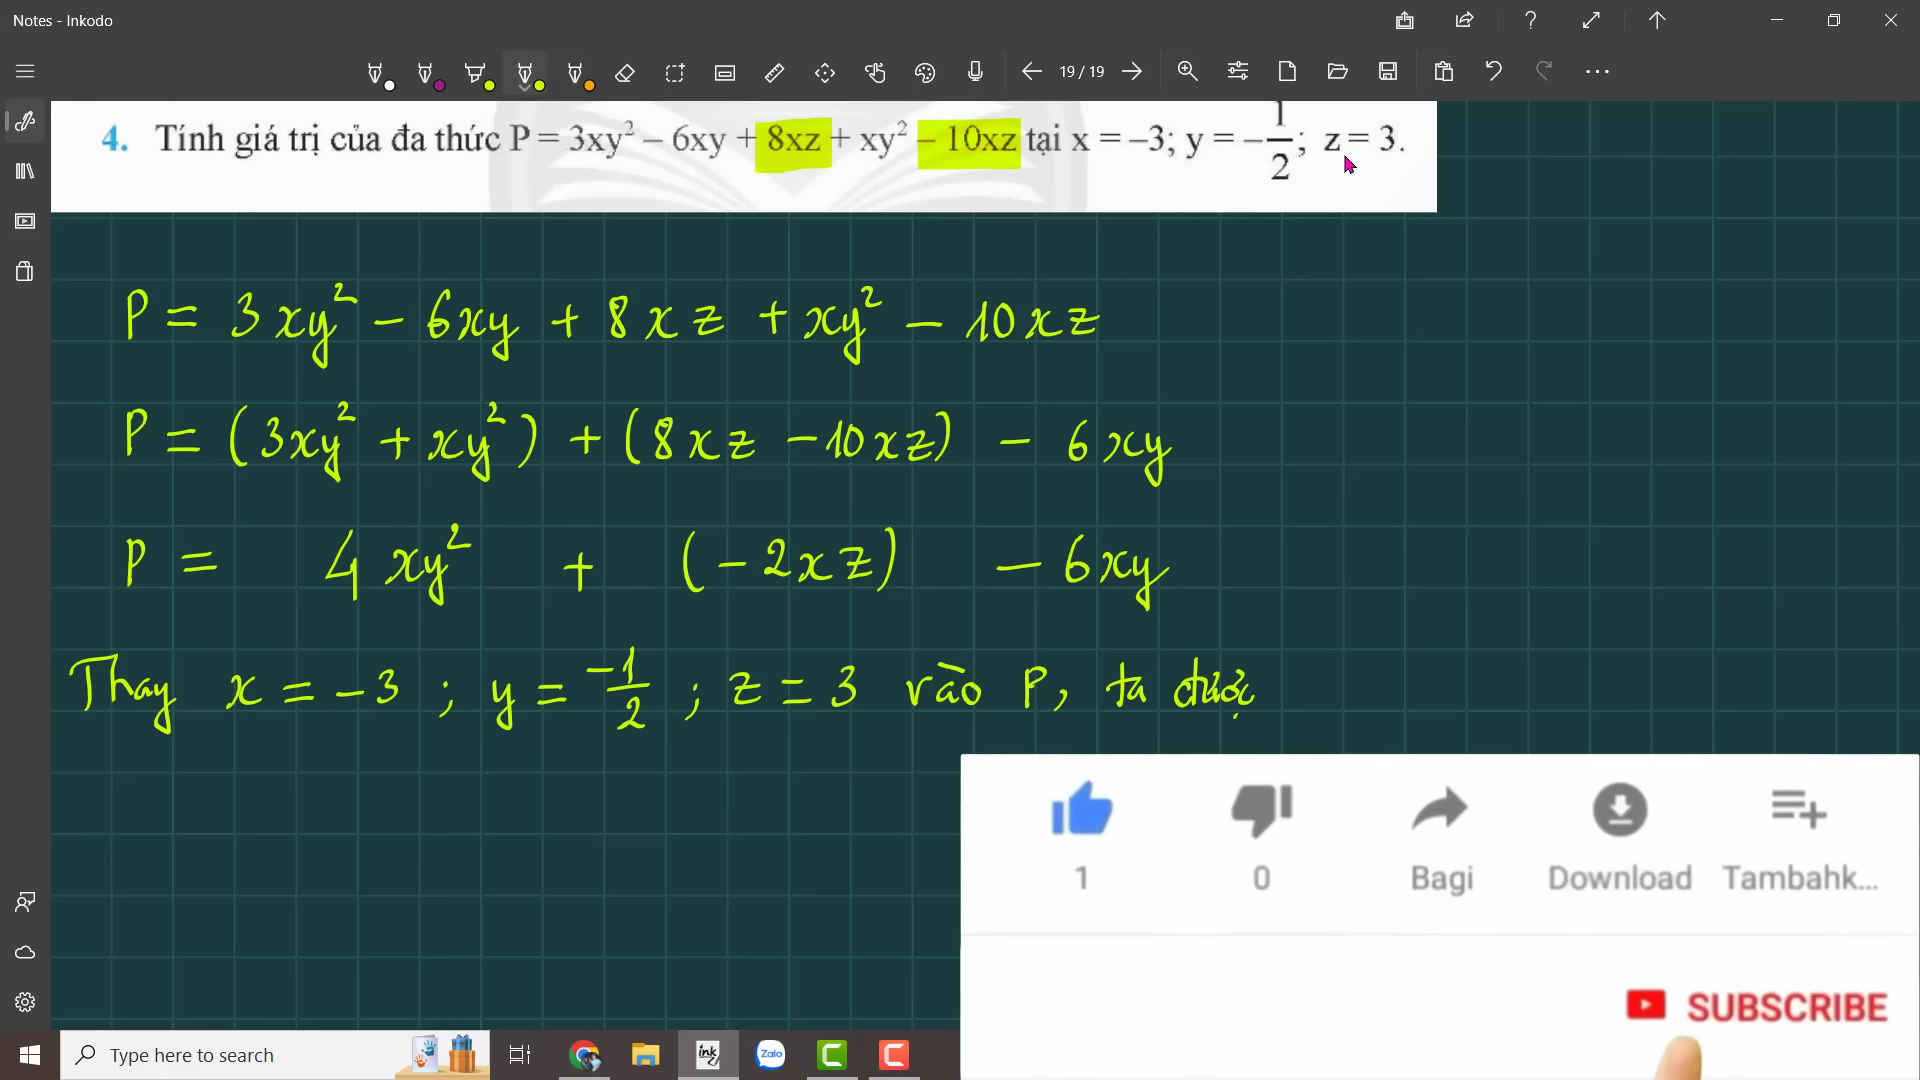 Notes - Inkodo
19 / 19
4. Tính giá trị của đa thức P = 3xy² – 6xy + 8xz + xy² – 10xz tại x = –3; y = –1/2; z = 3.
P = 3xy² – 6xy + 8xz + xy² – 10xz
P = (3xy² + xy²) + (8xz – 10xz) – 6xy
P = 4xy² + (–2xz) – 6xy
Thay x = –3 ; y = –1/2 ; z = 3 vào P, ta được
1 0 Bagi Download Tambahk...
SUBSCRIBE
Type here to search
ink
Zalo